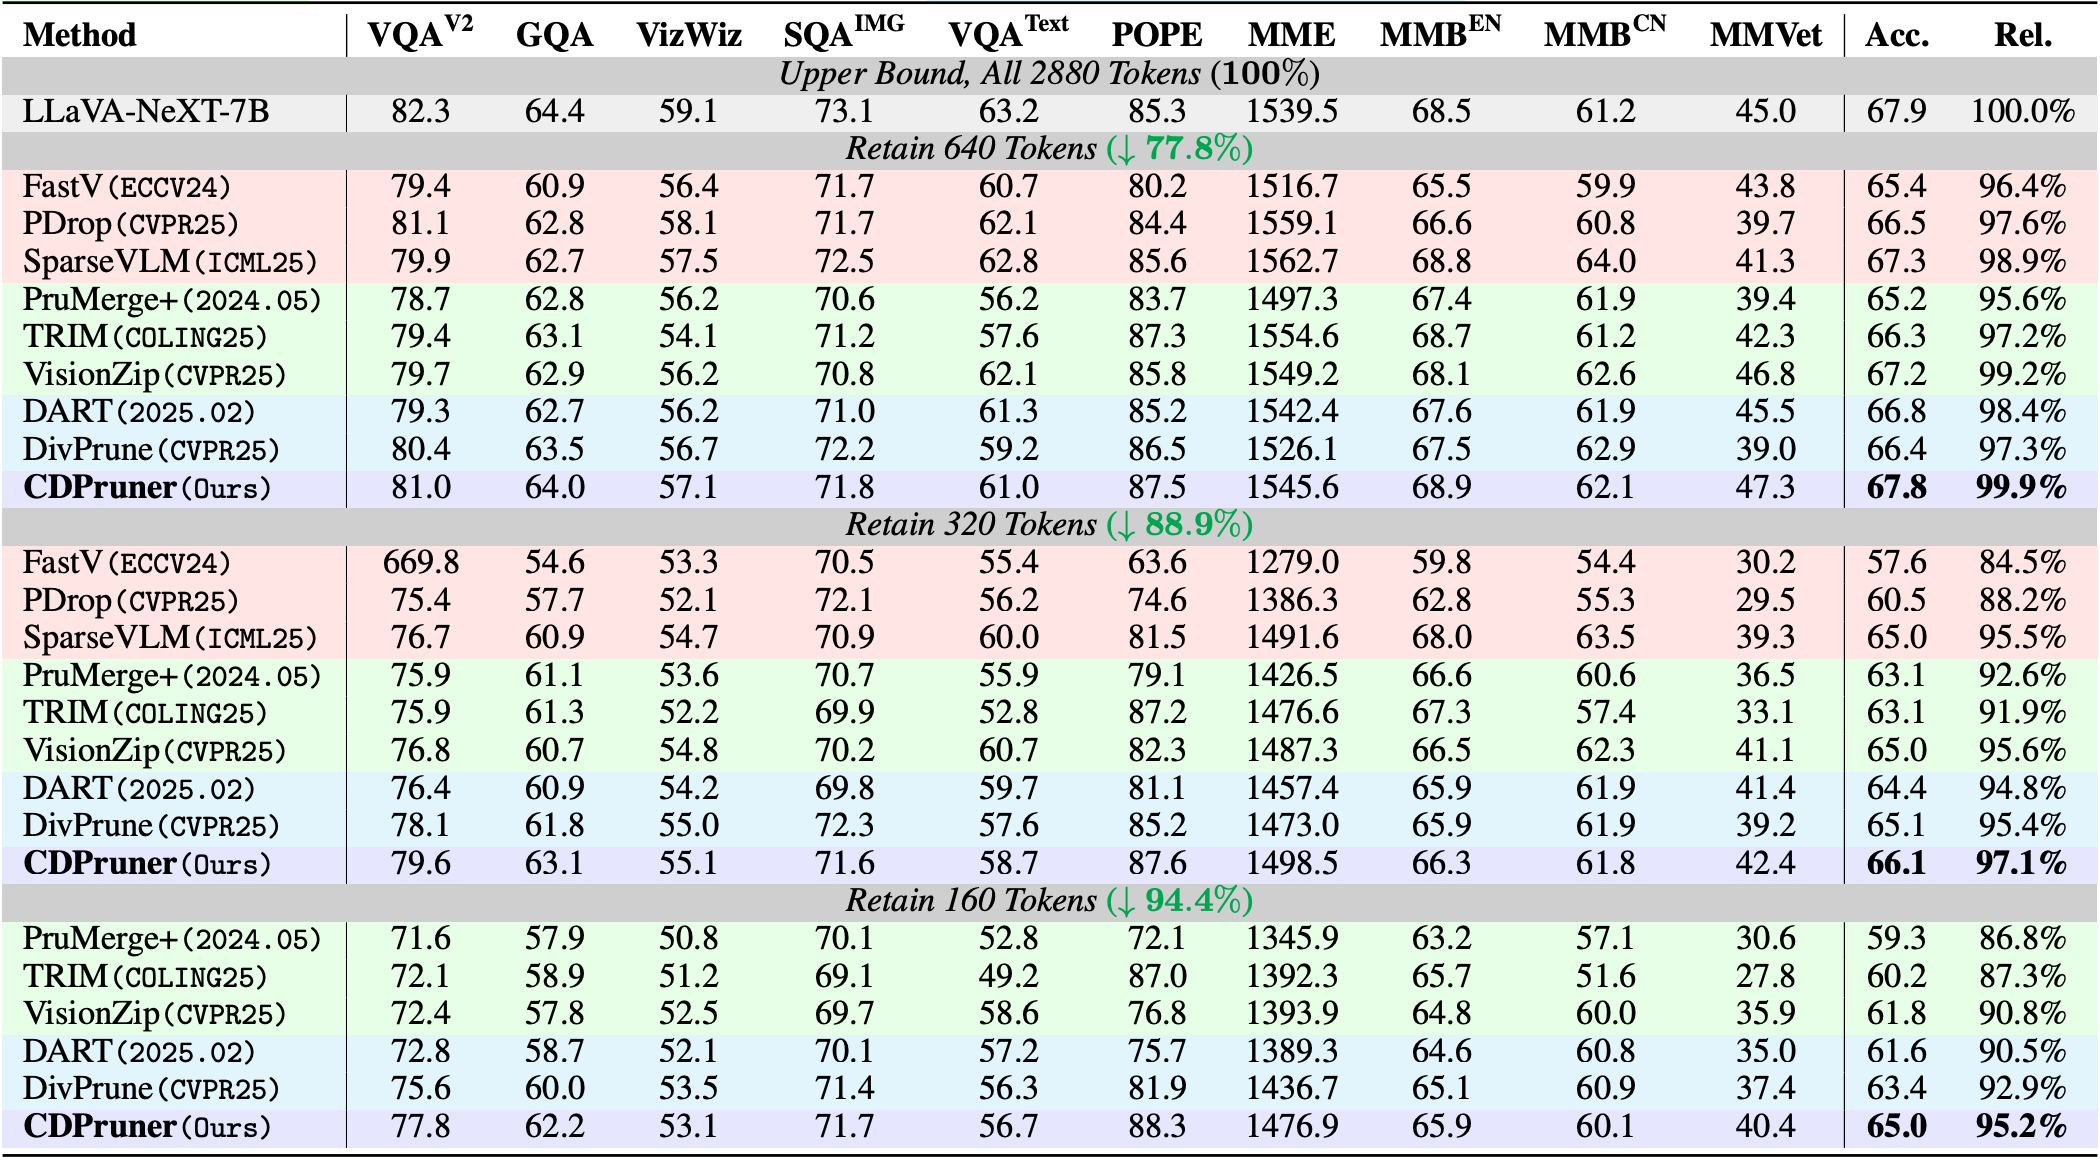 Method VQA^V2 GQA VizWiz SQA^IMG VQA^Text POPE MME MMB^EN MMB^CN MMVet Acc. Rel.
Upper Bound, All 2880 Tokens (100%)
LLaVA-NeXT-7B 82.3 64.4 59.1 73.1 63.2 85.3 1539.5 68.5 61.2 45.0 67.9 100.0%
Retain 640 Tokens (↓ 77.8%)
FastV(ECCV24) 79.4 60.9 56.4 71.7 60.7 80.2 1516.7 65.5 59.9 43.8 65.4 96.4%
PDrop(CVPR25) 81.1 62.8 58.1 71.7 62.1 84.4 1559.1 66.6 60.8 39.7 66.5 97.6%
SparseVLM(ICML25) 79.9 62.7 57.5 72.5 62.8 85.6 1562.7 68.8 64.0 41.3 67.3 98.9%
PruMerge+(2024.05) 78.7 62.8 56.2 70.6 56.2 83.7 1497.3 67.4 61.9 39.4 65.2 95.6%
TRIM(COLING25) 79.4 63.1 54.1 71.2 57.6 87.3 1554.6 68.7 61.2 42.3 66.3 97.2%
VisionZip(CVPR25) 79.7 62.9 56.2 70.8 62.1 85.8 1549.2 68.1 62.6 46.8 67.2 99.2%
DART(2025.02) 79.3 62.7 56.2 71.0 61.3 85.2 1542.4 67.6 61.9 45.5 66.8 98.4%
DivPrune(CVPR25) 80.4 63.5 56.7 72.2 59.2 86.5 1526.1 67.5 62.9 39.0 66.4 97.3%
CDPruner(Ours) 81.0 64.0 57.1 71.8 61.0 87.5 1545.6 68.9 62.1 47.3 67.8 99.9%
Retain 320 Tokens (↓ 88.9%)
FastV(ECCV24) 669.8 54.6 53.3 70.5 55.4 63.6 1279.0 59.8 54.4 30.2 57.6 84.5%
PDrop(CVPR25) 75.4 57.7 52.1 72.1 56.2 74.6 1386.3 62.8 55.3 29.5 60.5 88.2%
SparseVLM(ICML25) 76.7 60.9 54.7 70.9 60.0 81.5 1491.6 68.0 63.5 39.3 65.0 95.5%
PruMerge+(2024.05) 75.9 61.1 53.6 70.7 55.9 79.1 1426.5 66.6 60.6 36.5 63.1 92.6%
TRIM(COLING25) 75.9 61.3 52.2 69.9 52.8 87.2 1476.6 67.3 57.4 33.1 63.1 91.9%
VisionZip(CVPR25) 76.8 60.7 54.8 70.2 60.7 82.3 1487.3 66.5 62.3 41.1 65.0 95.6%
DART(2025.02) 76.4 60.9 54.2 69.8 59.7 81.1 1457.4 65.9 61.9 41.4 64.4 94.8%
DivPrune(CVPR25) 78.1 61.8 55.0 72.3 57.6 85.2 1473.0 65.9 61.9 39.2 65.1 95.4%
CDPruner(Ours) 79.6 63.1 55.1 71.6 58.7 87.6 1498.5 66.3 61.8 42.4 66.1 97.1%
Retain 160 Tokens (↓ 94.4%)
PruMerge+(2024.05) 71.6 57.9 50.8 70.1 52.8 72.1 1345.9 63.2 57.1 30.6 59.3 86.8%
TRIM(COLING25) 72.1 58.9 51.2 69.1 49.2 87.0 1392.3 65.7 51.6 27.8 60.2 87.3%
VisionZip(CVPR25) 72.4 57.8 52.5 69.7 58.6 76.8 1393.9 64.8 60.0 35.9 61.8 90.8%
DART(2025.02) 72.8 58.7 52.1 70.1 57.2 75.7 1389.3 64.6 60.8 35.0 61.6 90.5%
DivPrune(CVPR25) 75.6 60.0 53.5 71.4 56.3 81.9 1436.7 65.1 60.9 37.4 63.4 92.9%
CDPruner(Ours) 77.8 62.2 53.1 71.7 56.7 88.3 1476.9 65.9 60.1 40.4 65.0 95.2%